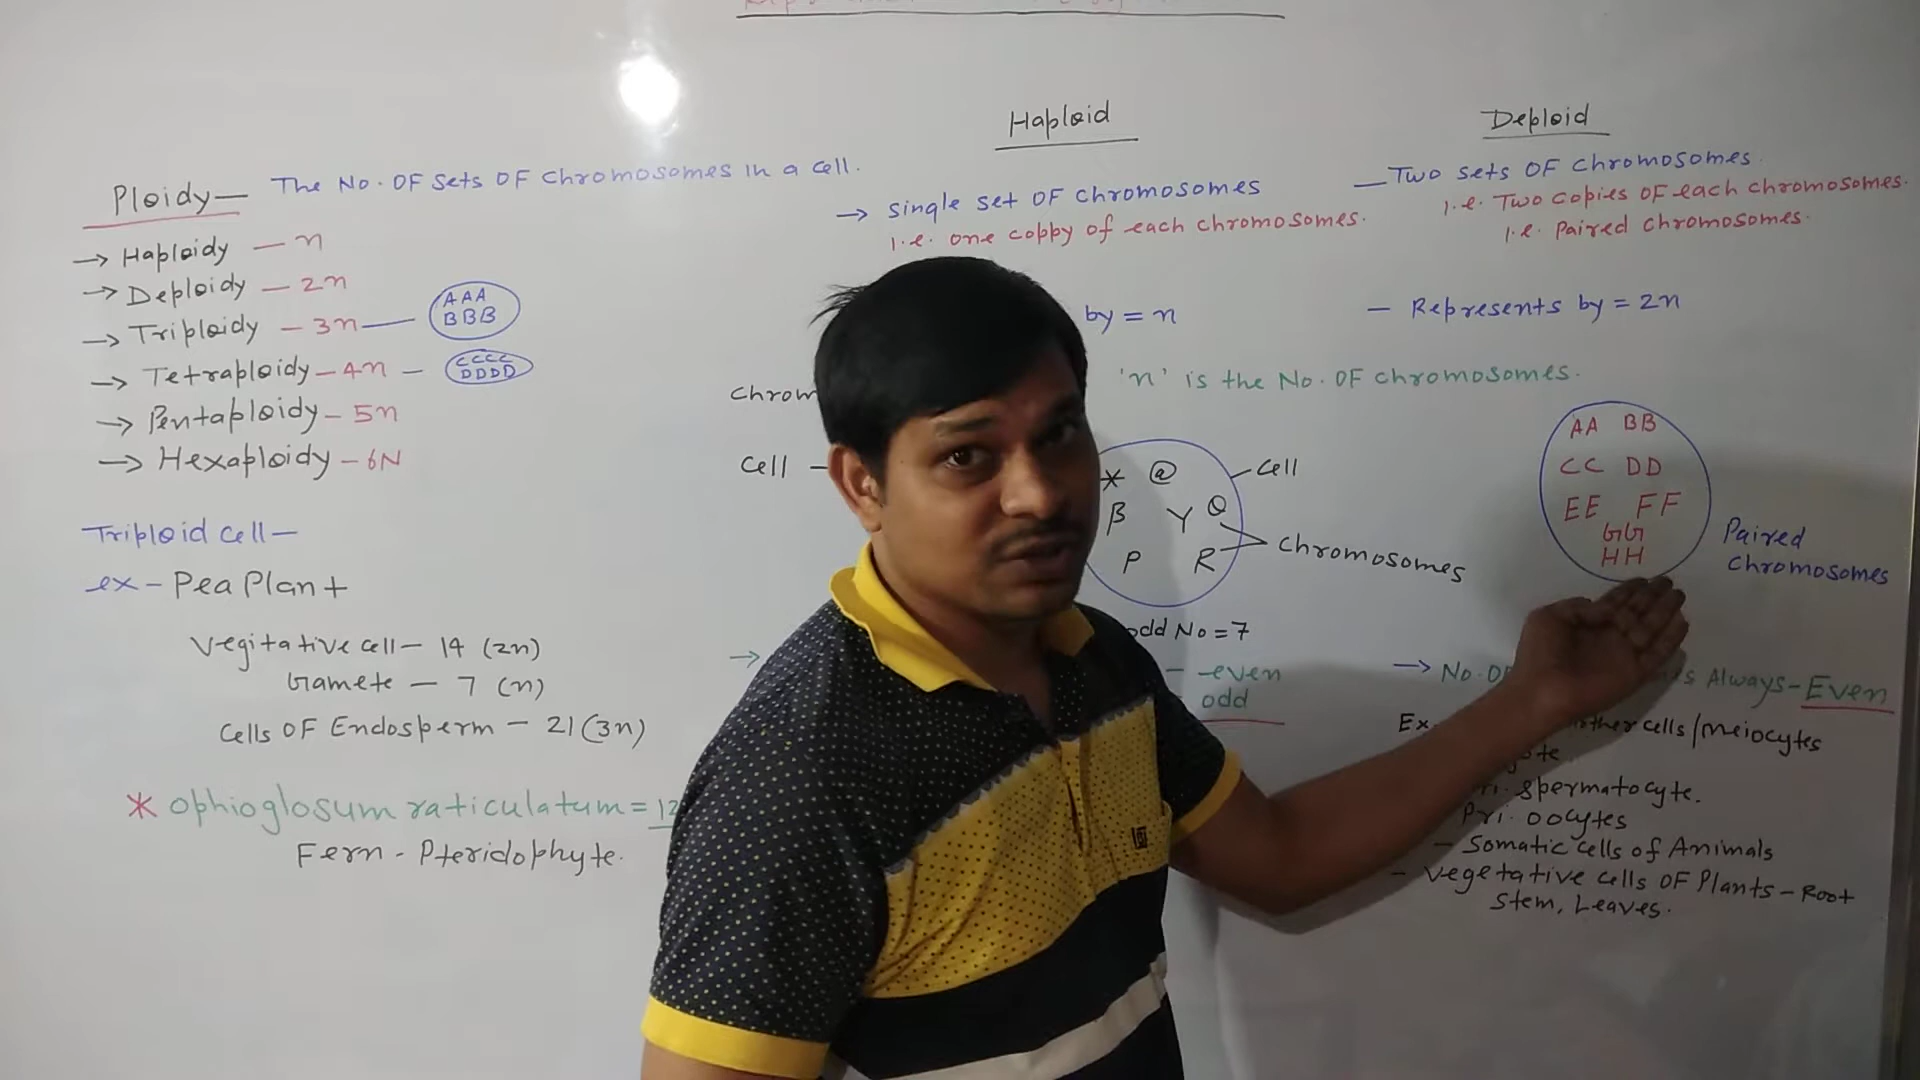 Ploidy— The No. OF sets OF chromosomes in a cell.
→ Haploidy — n
→ Deploidy — 2n
→ Triploidy — 3n — AAA
BBB
→ Tetraploidy — 4n — CCCC
DDDD
→ Pentaploidy — 5n
→ Hexaploidy — 6N
Triploid cell—
ex — Pea Plant
vegitative cell — 14 (2n)
Gamete — 7 (n)
Cells OF Endosperm — 21 (3n)
* ophioglosum raticulatum = 12
Fern - Pteridophyte.
Haploid
→ single set OF chromosomes
i.e. one coppy of each chromosomes.
by = n
Chrom
'n' is the No. OF chromosomes.
Cell —
* @
β Y Q
P R
Cell
chromosomes
odd No = 7
→
— even
odd
Deploid
— Two sets OF chromosomes.
i.e. Two copies OF each chromosomes.
i.e. Paired chromosomes.
— Represents by = 2n
AA BB
CC DD
EE FF
GG
HH
Paired
chromosomes
→ No. OF Always — Even
Ex cells/meiocytes
spermatocyte.
Pri. oocytes
— Somatic cells of Animals
— vegetative cells OF Plants — Root
Stem, Leaves.